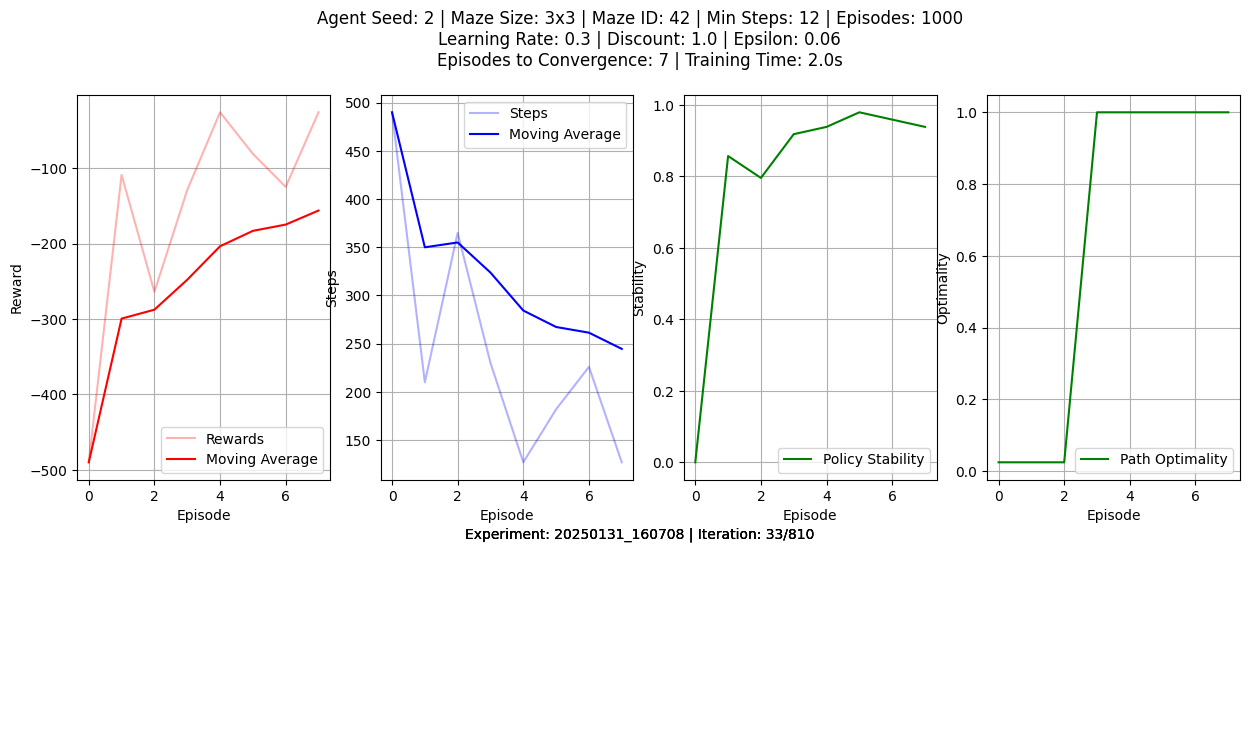 Agent Seed: 2 | Maze Size: 3x3 | Maze ID: 42 | Min Steps: 12 | Episodes: 1000
Learning Rate: 0.3 | Discount: 1.0 | Epsilon: 0.06
Episodes to Convergence: 7 | Training Time: 2.0s
Reward
−100
−200
−300
−400
−500
0 2 4 6
Episode
Rewards
Moving Average
Steps
500
450
400
350
300
250
200
150
0 2 4 6
Episode
Steps
Moving Average
Stability
1.0
0.8
0.6
0.4
0.2
0.0
0 2 4 6
Episode
Policy Stability
Optimality
1.0
0.8
0.6
0.4
0.2
0.0
0 2 4 6
Episode
Path Optimality
Experiment: 20250131_160708 | Iteration: 33/810